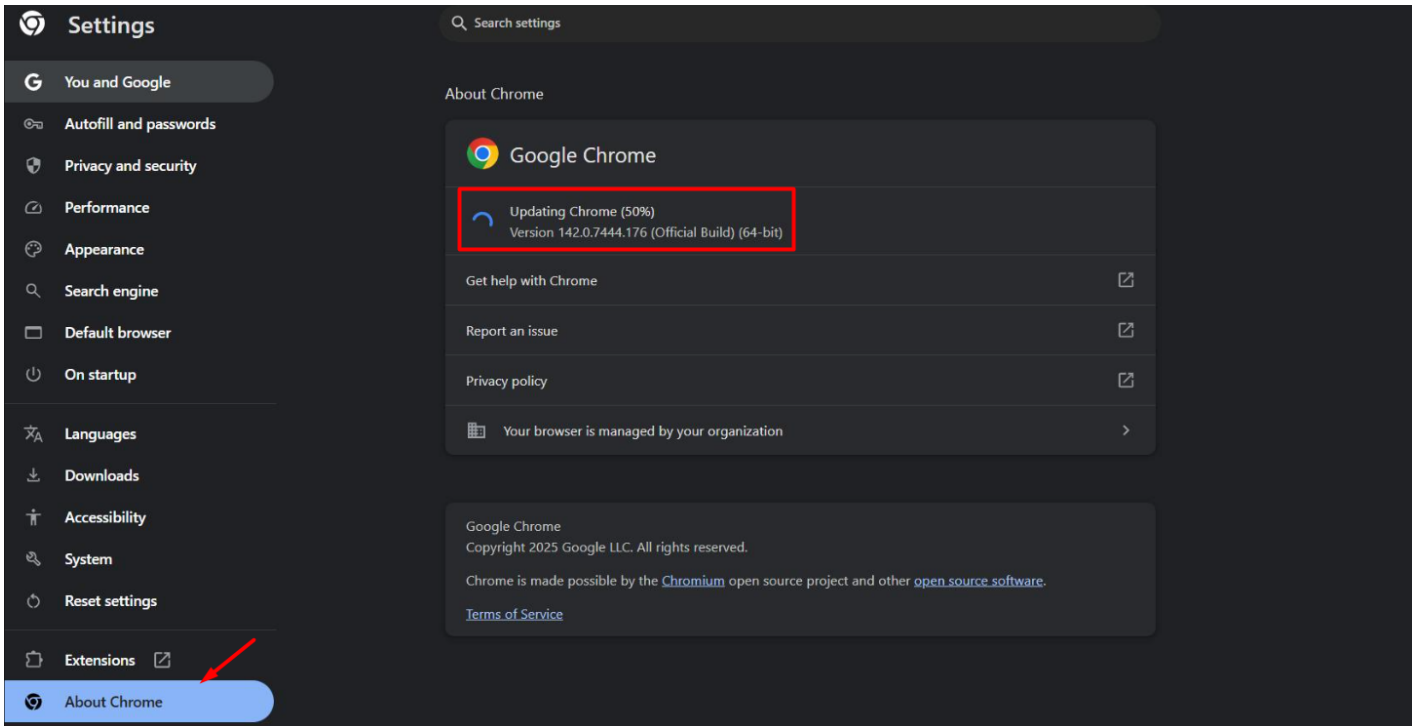 Settings
Search settings
You and Google
Autofill and passwords
Privacy and security
Performance
Appearance
Search engine
Default browser
On startup
Languages
Downloads
Accessibility
System
Reset settings
Extensions
About Chrome
About Chrome
Google Chrome
Updating Chrome (50%)
Version 142.0.7444.176 (Official Build) (64-bit)
Get help with Chrome
Report an issue
Privacy policy
Your browser is managed by your organization
Google Chrome
Copyright 2025 Google LLC. All rights reserved.
Chrome is made possible by the Chromium open source project and other open source software.
Terms of Service